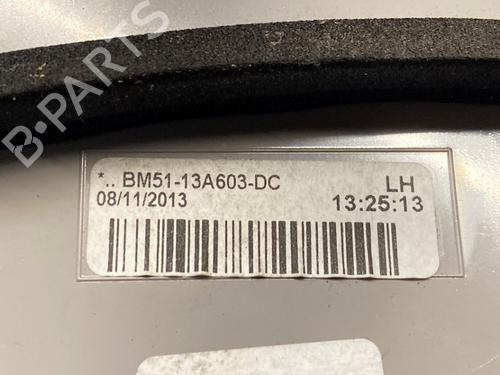 B-PARTS
*.. BM51-13A603-DC LH
08/11/2013 13:25:13